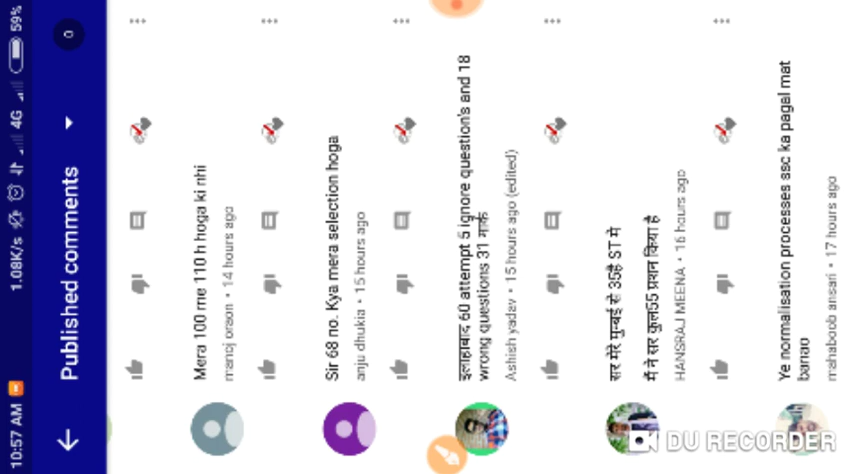 10:57 AM
1.08K/s
4G
59%
Published comments
0
Mera 100 me 110 h hoga ki nhi
manoj oraon • 14 hours ago
Sir 68 no. Kya mera selection hoga
anju dhukia • 15 hours ago
इलाहाबाद 60 attempt 5 ignore question's and 18
wrong questions 31 मार्क
Ashish yadav • 15 hours ago (edited)
सर मेरे मुम्बई से 35है ST मे
मैं ने सर कुल55 प्रशन किया है
HANSRAJ MEENA • 16 hours ago
Ye normalisation processes ssc ka pagal mat
banao
mahaboob ansari • 17 hours ago
DU RECORDER